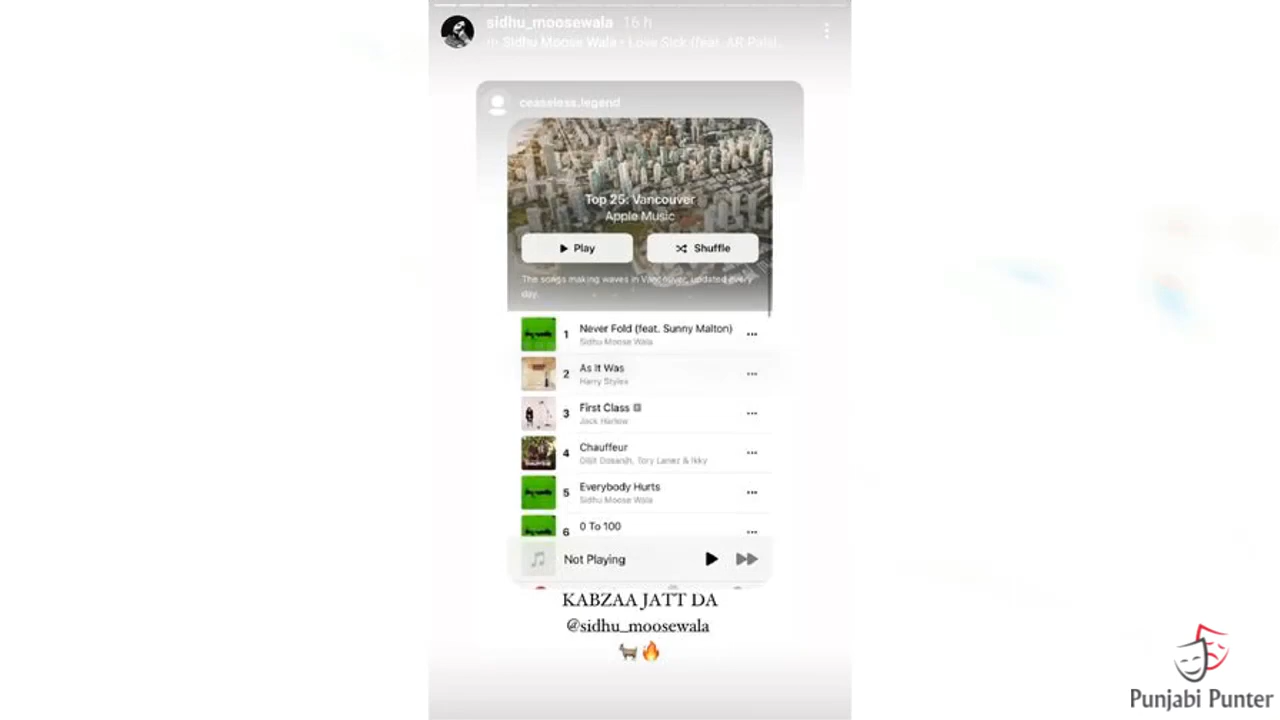 sidhu_moosewala 16 h
Sidhu Moose Wala • Love Sick (feat. AR Pais
ceaseless.legend
Top 25: Vancouver
Apple Music
Play
Shuffle
The songs making waves in Vancouver, updated every
day.
1 Never Fold (feat. Sunny Malton)
Sidhu Moose Wala
2 As It Was
Harry Styles
3 First Class E
Jack Harlow
4 Chauffeur
Diljit Dosanjh, Tory Lanez & Ikky
5 Everybody Hurts
Sidhu Moose Wala
6 0 To 100
Not Playing
KABZAA JATT DA
@sidhu_moosewala
Punjabi Punter